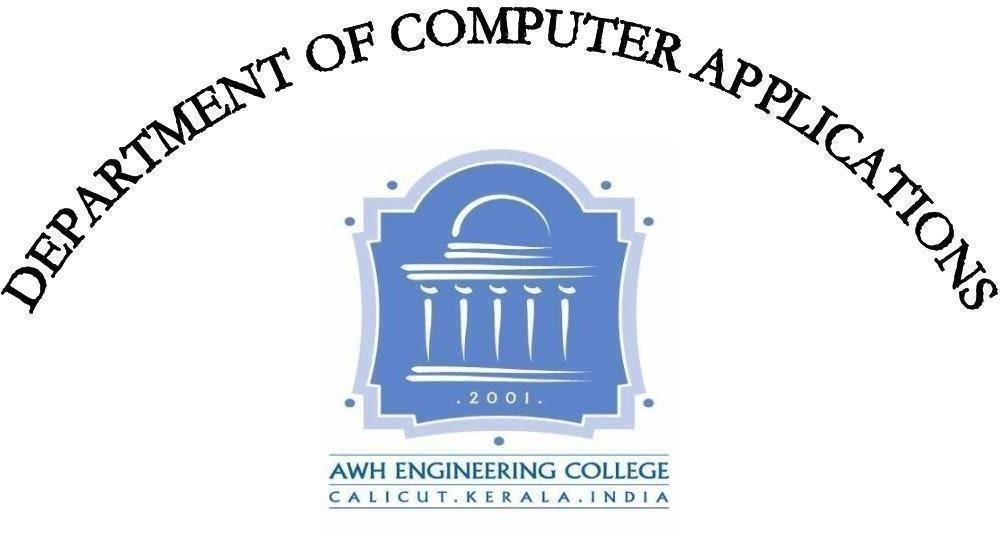 DEPARTMENT OF COMPUTER APPLICATIONS
.2001.
AWH ENGINEERING COLLEGE
CALICUT.KERALA.INDIA